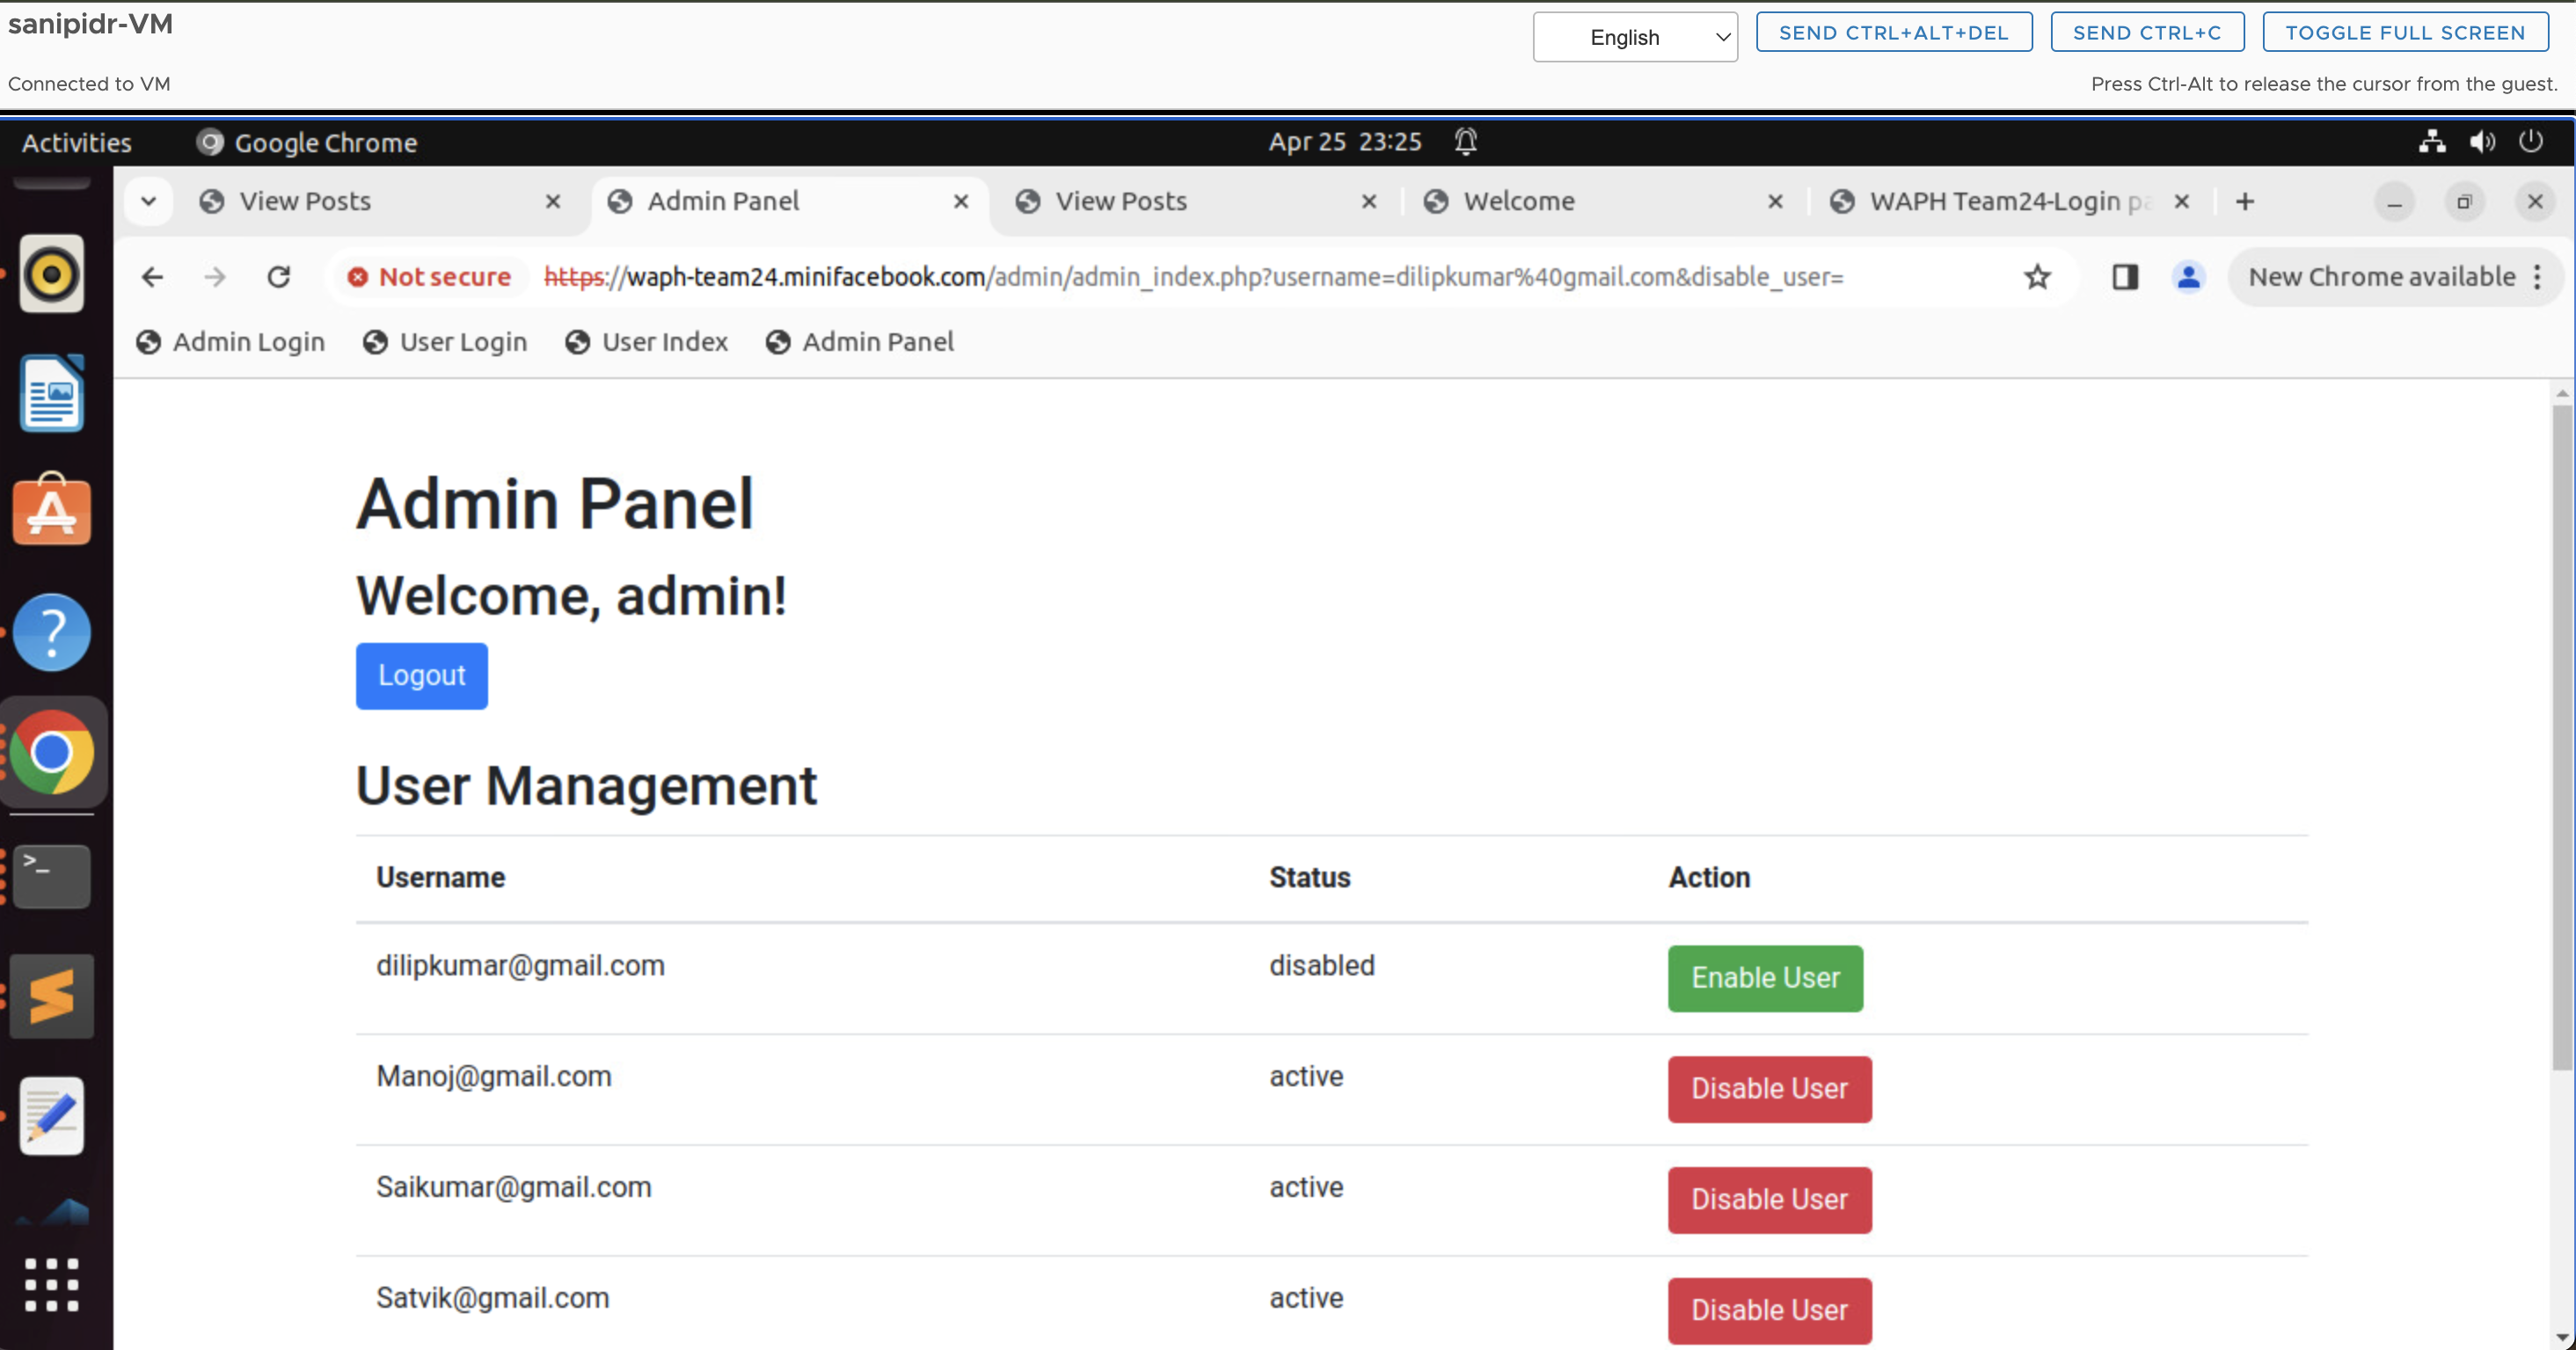 sanipidr-VM
English
SEND CTRL+ALT+DEL
SEND CTRL+C
TOGGLE FULL SCREEN
Connected to VM
Press Ctrl-Alt to release the cursor from the guest.
Activities
Google Chrome
Apr 25 23:25
View Posts
Admin Panel
View Posts
Welcome
WAPH Team24-Login
Not secure
https://waph-team24.minifacebook.com/admin/admin_index.php?username=dilipkumar%40gmail.com&disable_user=
New Chrome available
Admin Login
User Login
User Index
Admin Panel
Admin Panel
Welcome, admin!
Logout
User Management
Username Status Action
dilipkumar@gmail.com disabled Enable User
Manoj@gmail.com active Disable User
Saikumar@gmail.com active Disable User
Satvik@gmail.com active Disable User